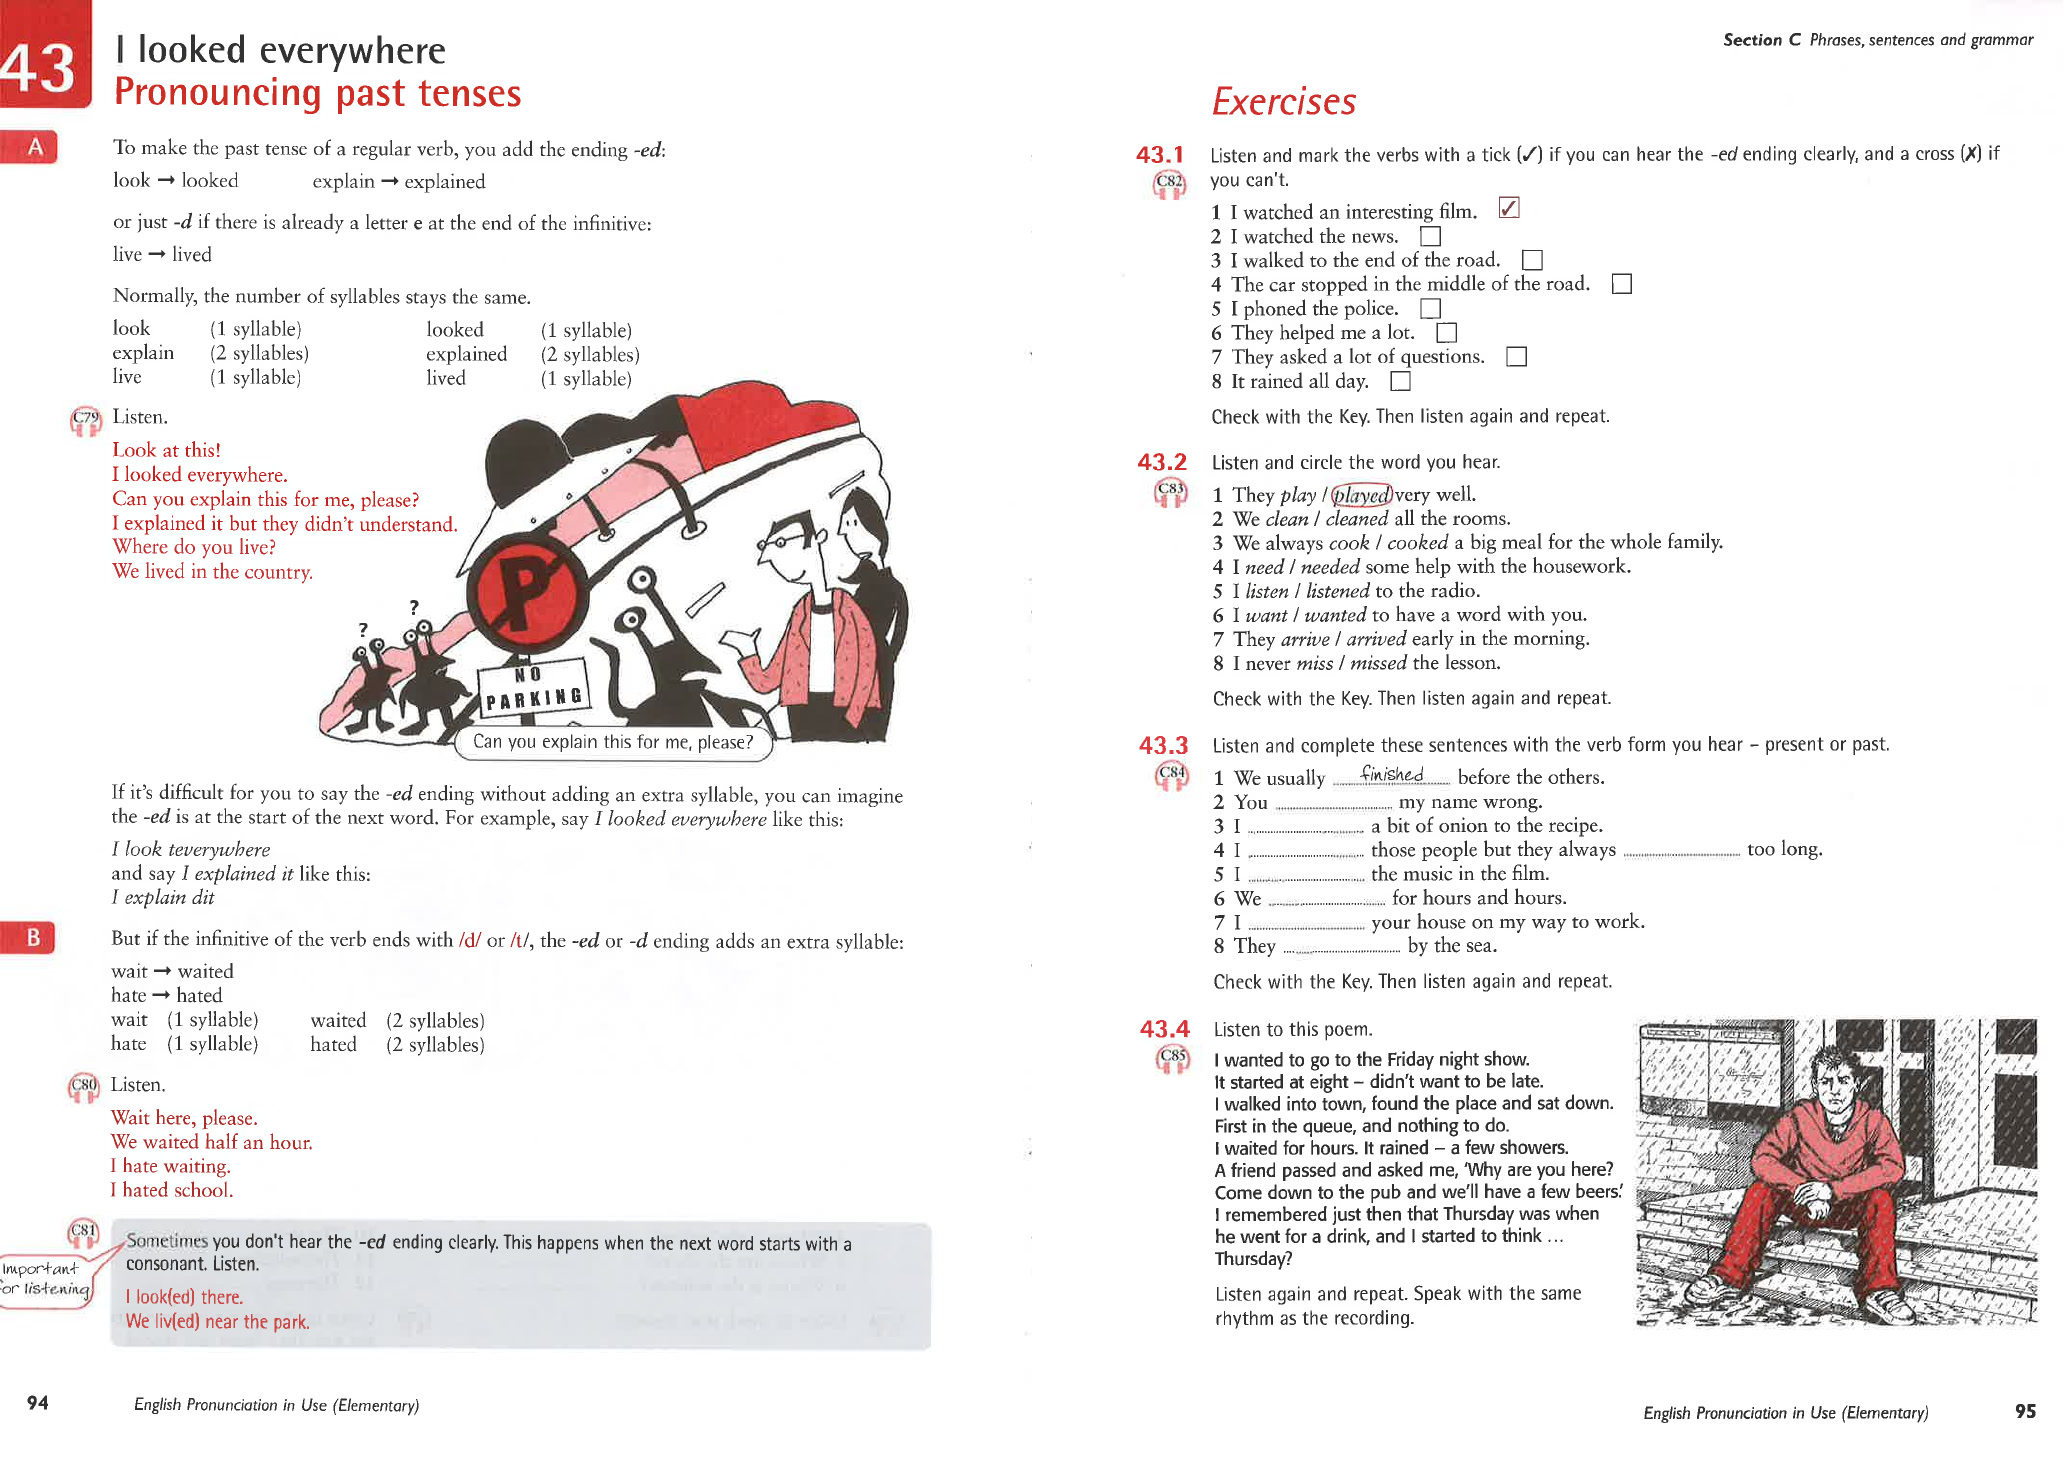 43
I looked everywhere
Pronouncing past tenses
A
To make the past tense of a regular verb, you add the ending -ed:
look → looked explain → explained
or just -d if there is already a letter e at the end of the infinitive:
live → lived
Normally, the number of syllables stays the same.
look (1 syllable) looked (1 syllable)
explain (2 syllables) explained (2 syllables)
live (1 syllable) lived (1 syllable)
C79 Listen.
Look at this!
I looked everywhere.
Can you explain this for me, please?
I explained it but they didn't understand.
Where do you live?
We lived in the country.
?
?
P
NO
PARKING
Can you explain this for me, please?
If it's difficult for you to say the -ed ending without adding an extra syllable, you can imagine
the -ed is at the start of the next word. For example, say I looked everywhere like this:
I look teverywhere
and say I explained it like this:
I explain dit
B
But if the infinitive of the verb ends with /d/ or /t/, the -ed or -d ending adds an extra syllable:
wait → waited
hate → hated
wait (1 syllable) waited (2 syllables)
hate (1 syllable) hated (2 syllables)
C80 Listen.
Wait here, please.
We waited half an hour.
I hate waiting.
I hated school.
C81
Important
for listening
Sometimes you don't hear the -ed ending clearly. This happens when the next word starts with a
consonant. Listen.
I look(ed) there.
We liv(ed) near the park.
94 English Pronunciation in Use (Elementary)
Section C Phrases, sentences and grammar
Exercises
43.1 Listen and mark the verbs with a tick (✓) if you can hear the -ed ending clearly, and a cross (✗) if
C82 you can't.
1 I watched an interesting film. ☑
2 I watched the news. ☐
3 I walked to the end of the road. ☐
4 The car stopped in the middle of the road. ☐
5 I phoned the police. ☐
6 They helped me a lot. ☐
7 They asked a lot of questions. ☐
8 It rained all day. ☐
Check with the Key. Then listen again and repeat.
43.2 Listen and circle the word you hear.
C83
1 They play / played very well.
2 We clean / cleaned all the rooms.
3 We always cook / cooked a big meal for the whole family.
4 I need / needed some help with the housework.
5 I listen / listened to the radio.
6 I want / wanted to have a word with you.
7 They arrive / arrived early in the morning.
8 I never miss / missed the lesson.
Check with the Key. Then listen again and repeat.
43.3 Listen and complete these sentences with the verb form you hear – present or past.
C84
1 We usually finished before the others.
2 You .................... my name wrong.
3 I .................... a bit of onion to the recipe.
4 I .................... those people but they always .................... too long.
5 I .................... the music in the film.
6 We .................... for hours and hours.
7 I .................... your house on my way to work.
8 They .................... by the sea.
Check with the Key. Then listen again and repeat.
43.4 Listen to this poem.
C85
I wanted to go to the Friday night show.
It started at eight – didn't want to be late.
I walked into town, found the place and sat down.
First in the queue, and nothing to do.
I waited for hours. It rained – a few showers.
A friend passed and asked me, 'Why are you here?
Come down to the pub and we'll have a few beers.'
I remembered just then that Thursday was when
he went for a drink, and I started to think ...
Thursday?
Listen again and repeat. Speak with the same
rhythm as the recording.
English Pronunciation in Use (Elementary) 95